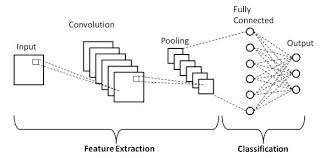 Fully
Connected
Convolution
Pooling
Input
Output
Feature Extraction
Classification